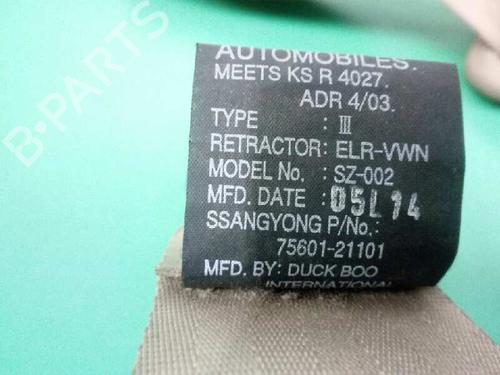 B-PARTS
AUTOMOBILES.
MEETS KS R 4027.
ADR 4/03.
TYPE : III
RETRACTOR: ELR-VWN
MODEL No. : SZ-002
MFD. DATE : 05L14
SSANGYONG P/No.:
75601-21101
MFD. BY: DUCK BOO
INTERNATIONAL